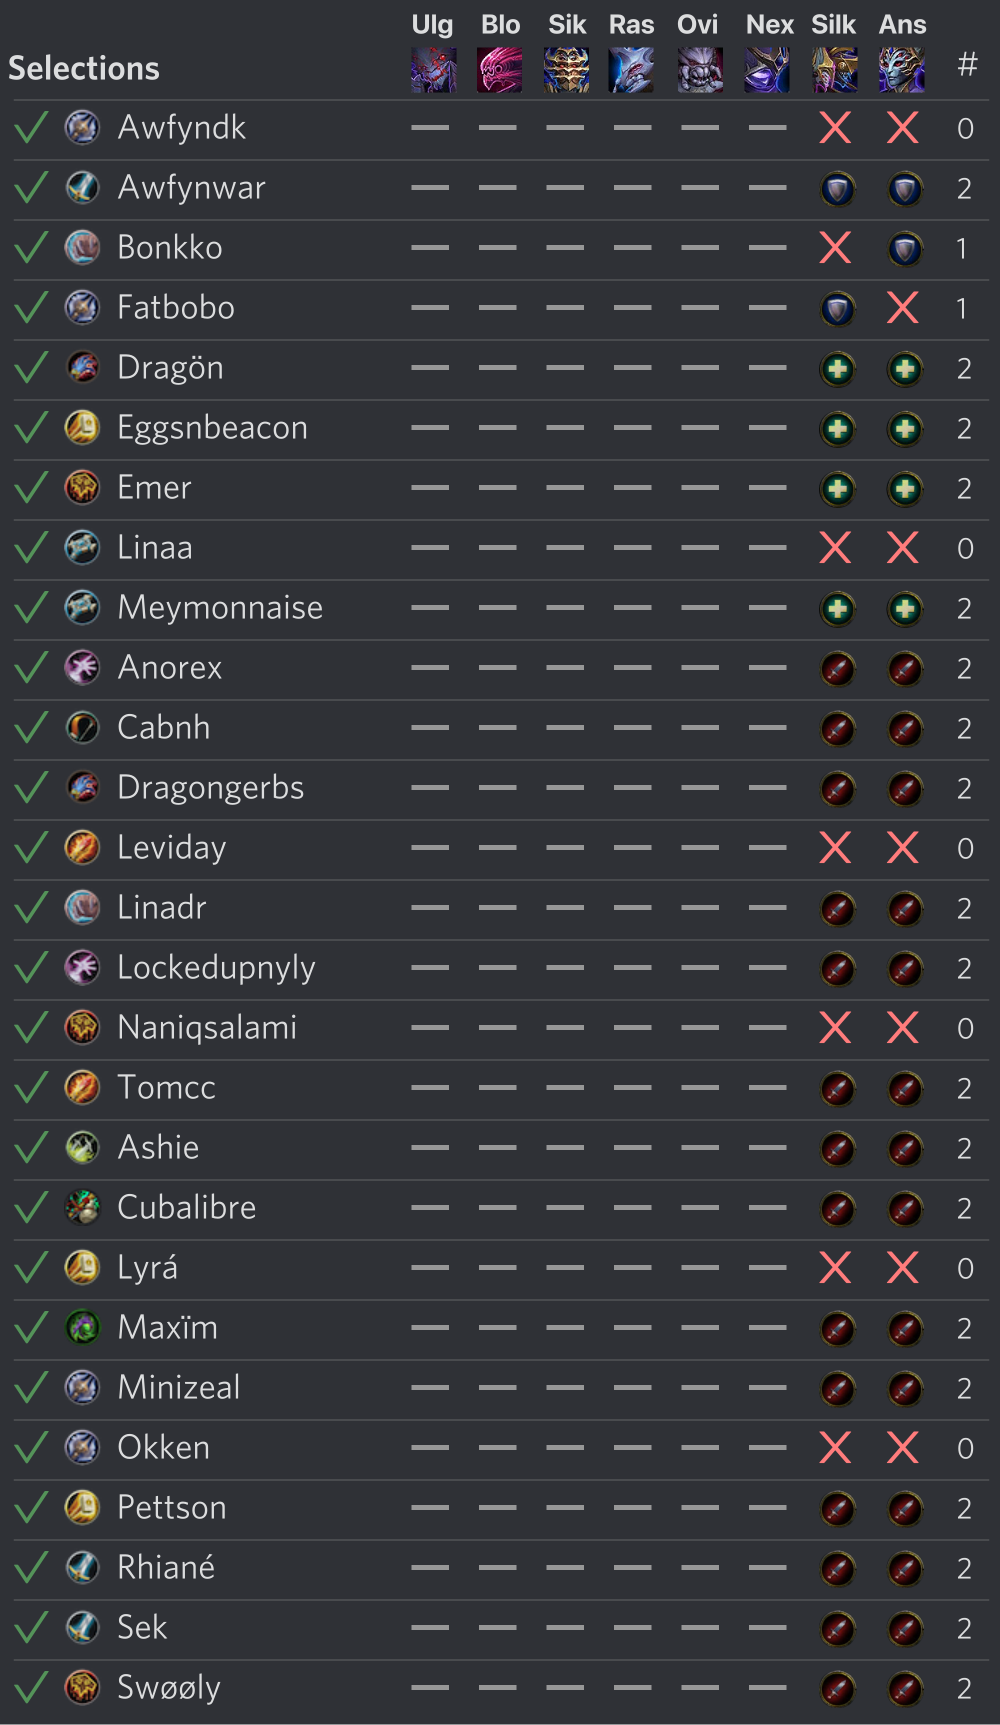 Ulg Blo Sik Ras Ovi Nex Silk Ans
Selections #
Awfyndk 0
Awfynwar 2
Bonkko 1
Fatbobo 1
Dragön 2
Eggsnbeacon 2
Emer 2
Linaa 0
Meymonnaise 2
Anorex 2
Cabnh 2
Dragongerbs 2
Leviday 0
Linadr 2
Lockedupnyly 2
Naniqsalami 0
Tomcc 2
Ashie 2
Cubalibre 2
Lyrá 0
Maxïm 2
Minizeal 2
Okken 0
Pettson 2
Rhiané 2
Sek 2
Swøøly 2